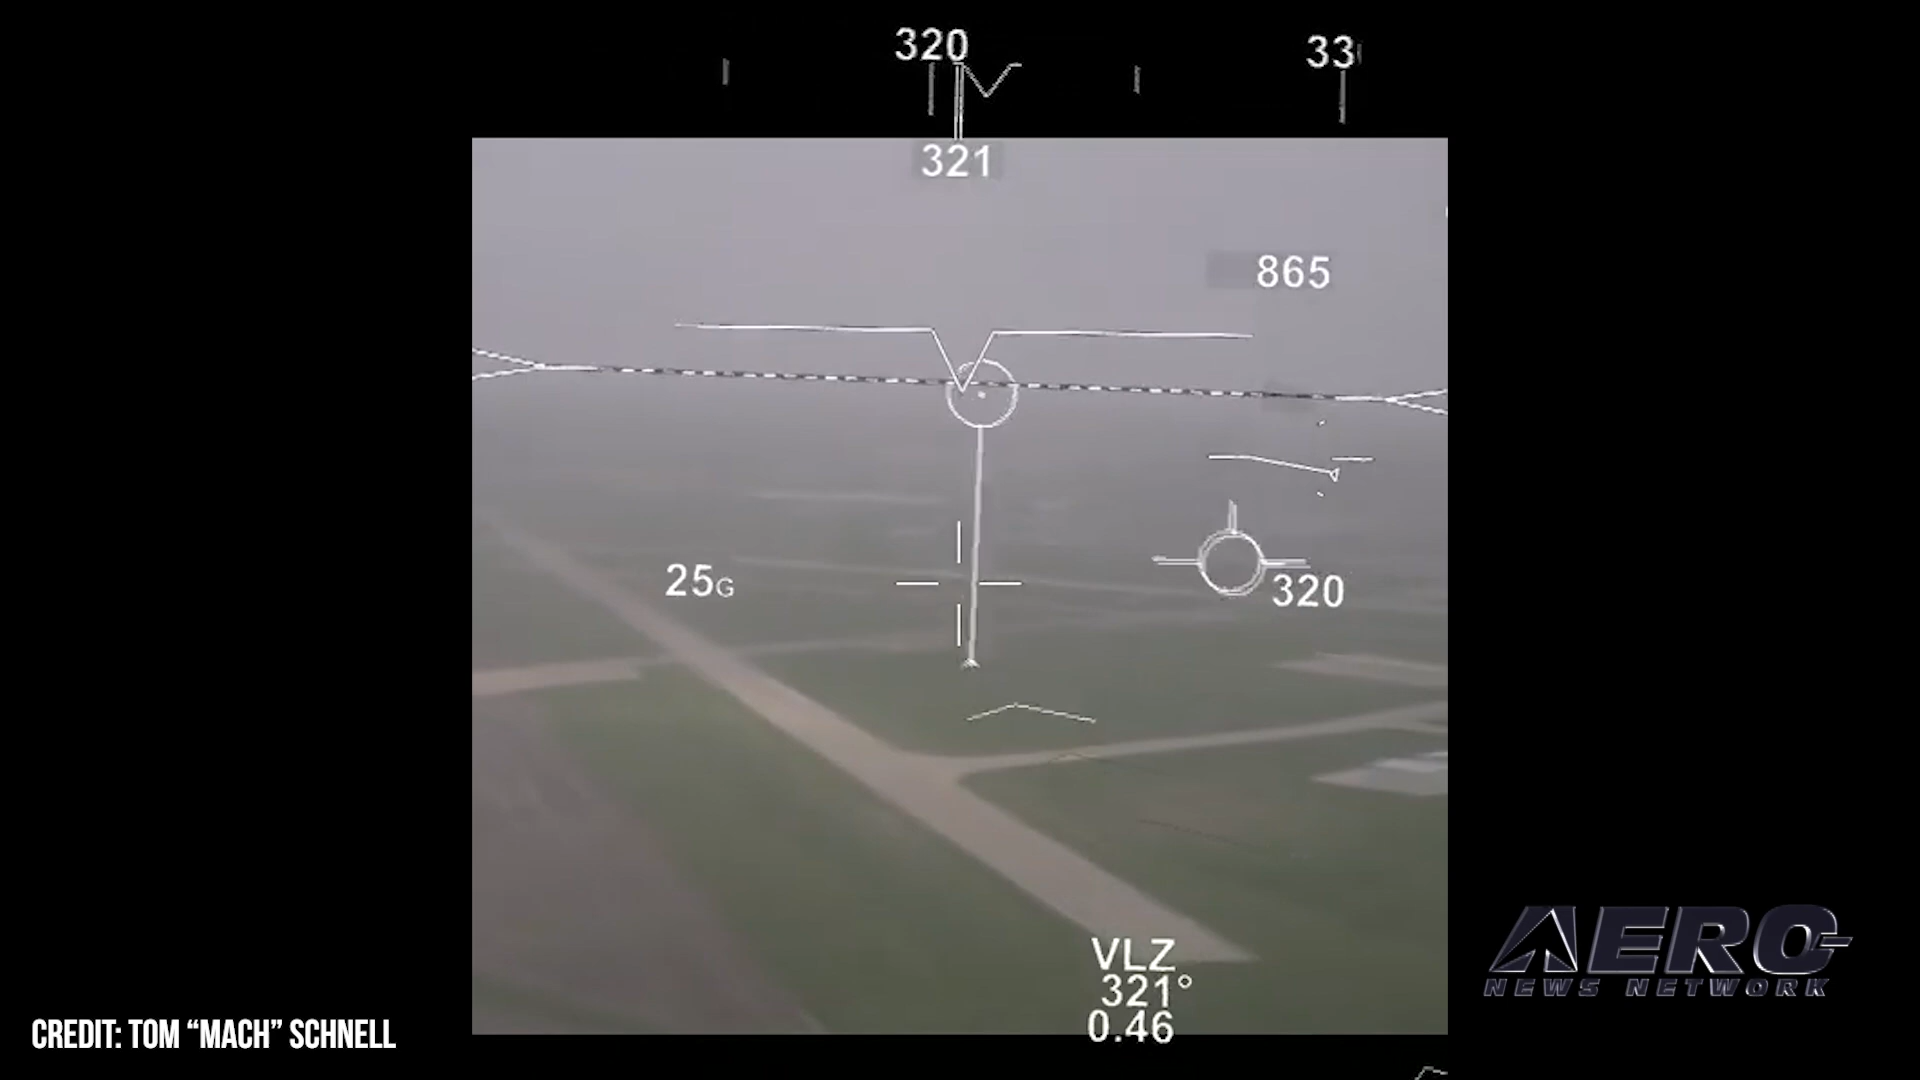 320
33
321
865
25G
320
VLZ
321°
0.46
AERO
NEWS NETWORK
CREDIT: TOM “MACH” SCHNELL